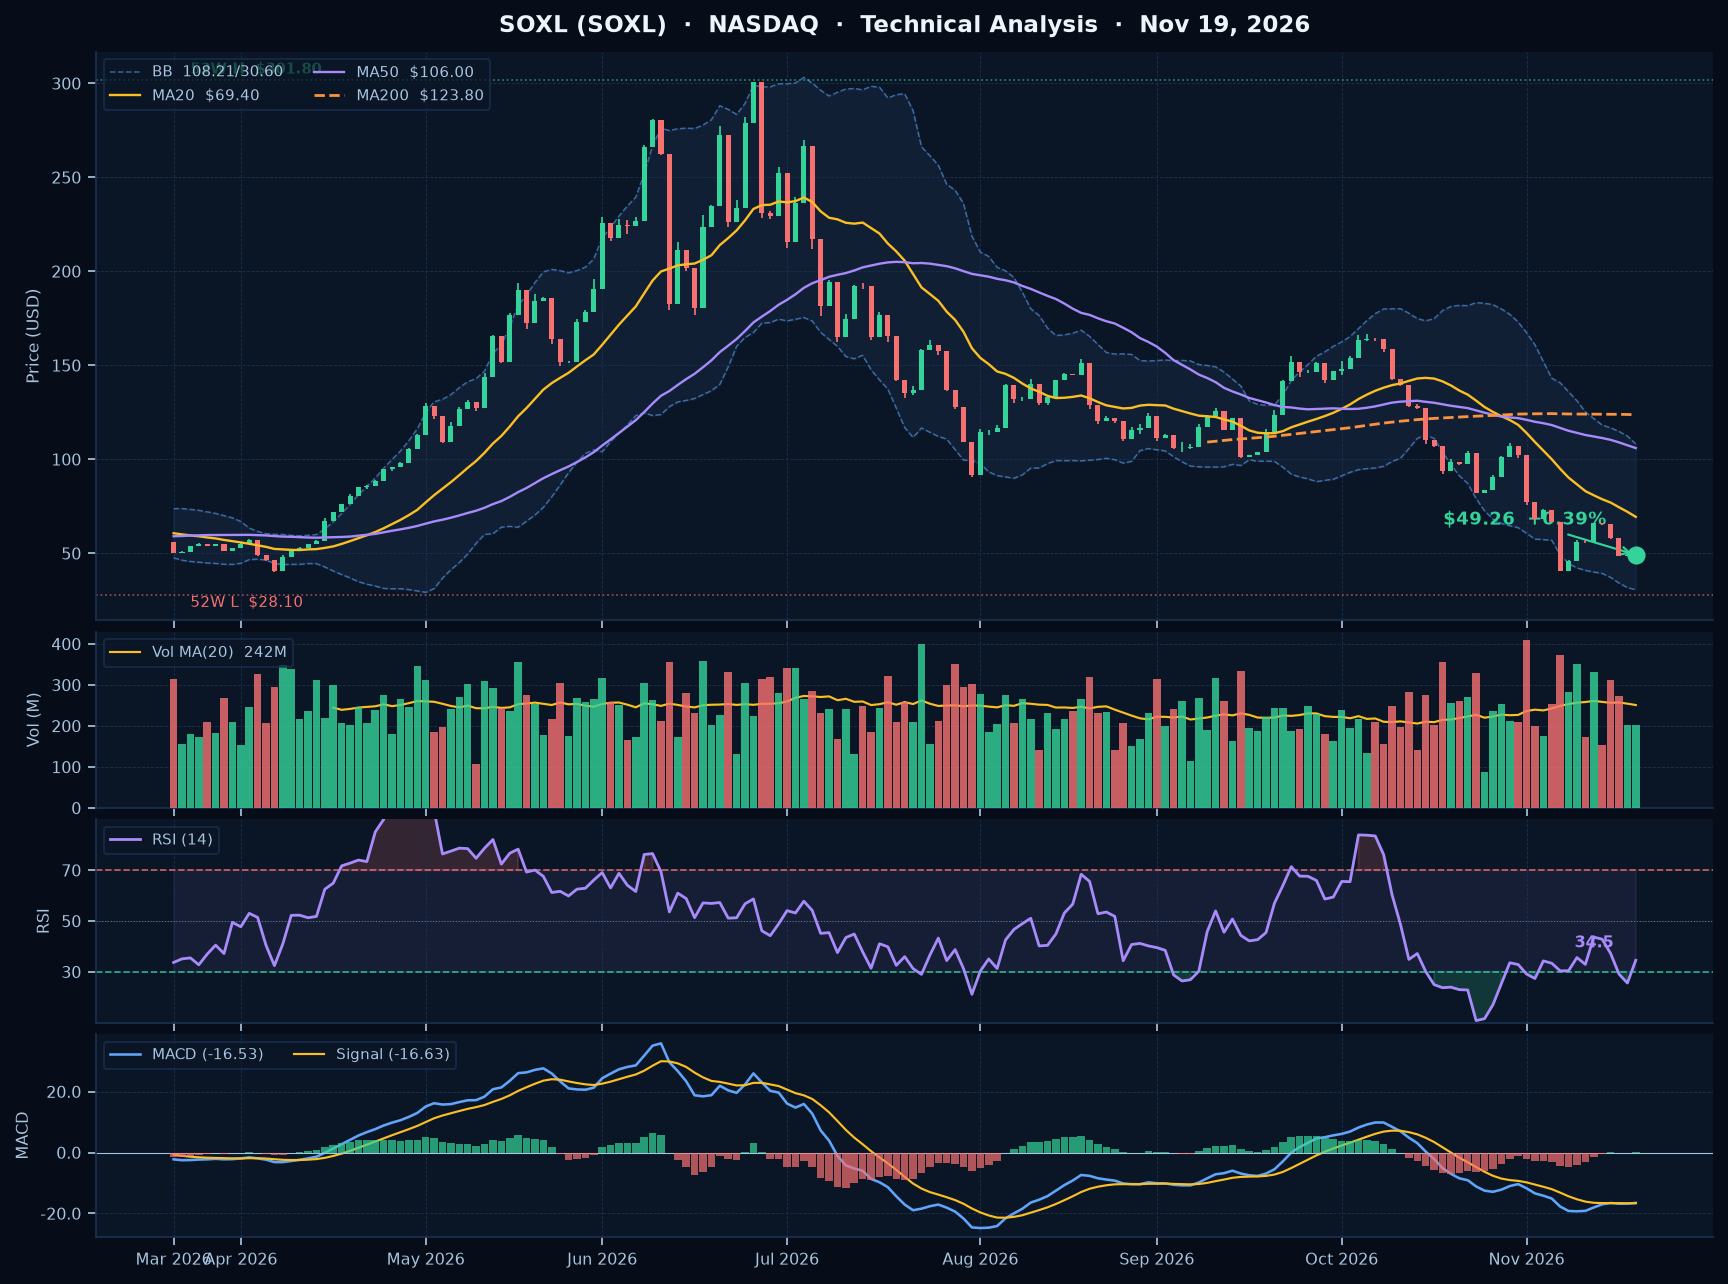 SOXL (SOXL) · NASDAQ · Technical Analysis · Nov 19, 2026
BB 108.21/30.60
MA50 $106.00
MA20 $69.40
MA200 $123.80
300
250
200
150
100
50
Price (USD)
$49.26 +0.39%
52W L $28.10
Vol MA(20) 242M
400
300
200
100
0
Vol (M)
RSI (14)
70
50
30
RSI
34.5
MACD (-16.53)
Signal (-16.63)
20.0
0.0
-20.0
MACD
Mar 2026
Apr 2026
May 2026
Jun 2026
Jul 2026
Aug 2026
Sep 2026
Oct 2026
Nov 2026